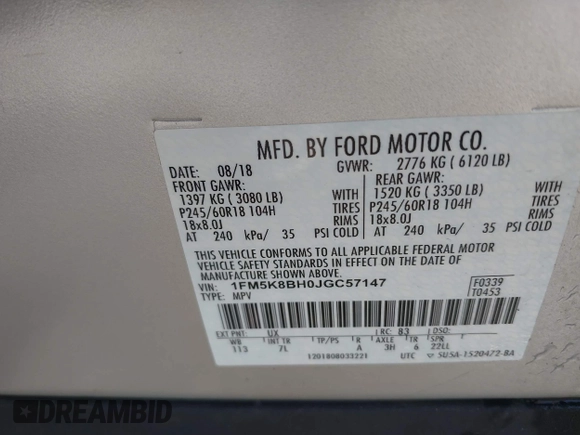 MFD. BY FORD MOTOR CO.
DATE: 08/18 GVWR: 2776 KG ( 6120 LB)
FRONT GAWR: REAR GAWR:
1397 KG ( 3080 LB) 1520 KG ( 3350 LB)
P245/60R18 104H TIRES P245/60R18 104H TIRES
18x8.0J RIMS 18x8.0J RIMS
AT 240 kPa/ 35 PSI COLD AT 240 kPa/ 35 PSI COLD
THIS VEHICLE CONFORMS TO ALL APPLICABLE FEDERAL MOTOR
VEHICLE SAFETY AND THEFT PREVENTION STANDARDS IN EFFECT ON THE DATE OF
MANUFACTURE SHOWN ABOVE.
VIN: 1FM5K8BH0JGC57147 F0339
TYPE: MPV T0453
EXT PNT: UX RC: 83
WB INT TR TP/PS R AXLE TR SPR
113 7L A 3H 6 22LL
1201808033221 UTC 5U5A-1520472-BA
DREAMBID